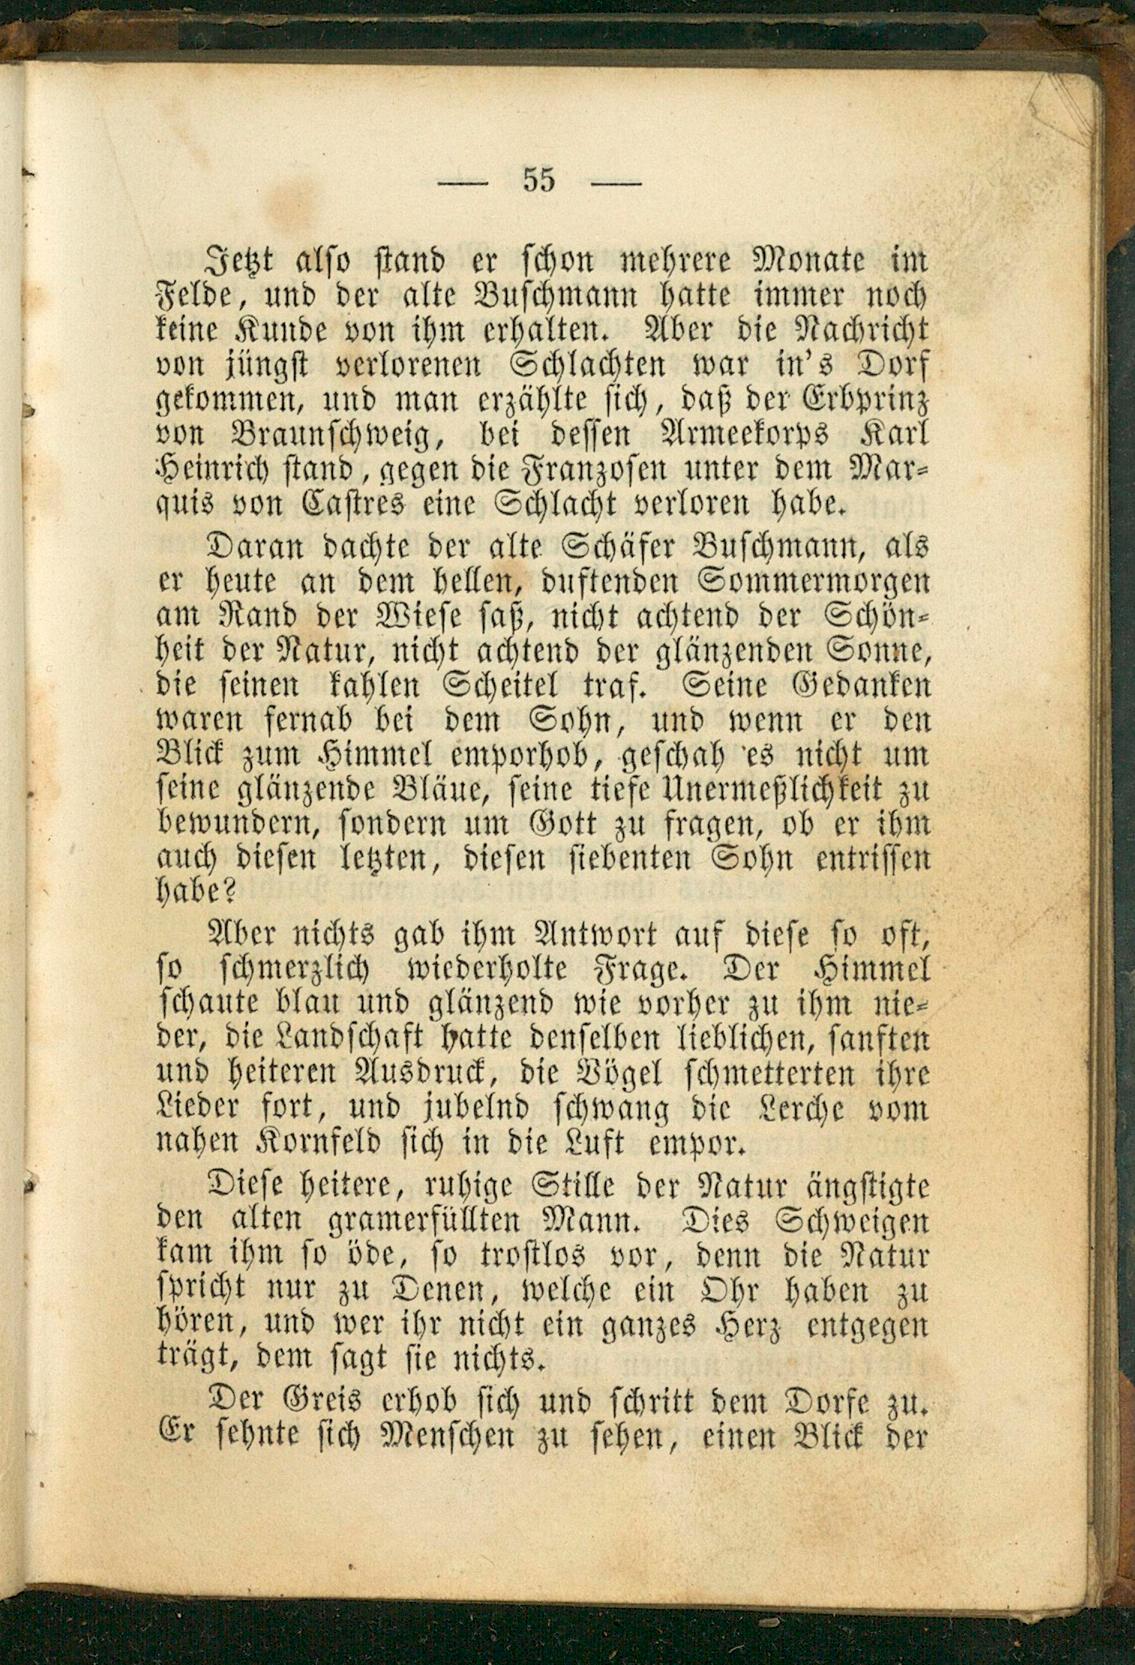 — 55 —
Jetzt also stand er schon mehrere Monate im
Felde, und der alte Buschmann hatte immer noch
keine Kunde von ihm erhalten. Aber die Nachricht
von jüngst verlorenen Schlachten war in's Dorf
gekommen, und man erzählte sich, daß der Erbprinz
von Braunschweig, bei dessen Armeekorps Karl
Heinrich stand, gegen die Franzosen unter dem Mar-
quis von Castres eine Schlacht verloren habe.
Daran dachte der alte Schäfer Buschmann, als
er heute an dem hellen, duftenden Sommermorgen
am Rand der Wiese saß, nicht achtend der Schön-
heit der Natur, nicht achtend der glänzenden Sonne,
die seinen kahlen Scheitel traf. Seine Gedanken
waren fernab bei dem Sohn, und wenn er den
Blick zum Himmel emporhob, geschah es nicht um
seine glänzende Bläue, seine tiefe Unermeßlichkeit zu
bewundern, sondern um Gott zu fragen, ob er ihm
auch diesen letzten, diesen siebenten Sohn entrissen
habe?
Aber nichts gab ihm Antwort auf diese so oft,
so schmerzlich wiederholte Frage. Der Himmel
schaute blau und glänzend wie vorher zu ihm nie-
der, die Landschaft hatte denselben lieblichen, sanften
und heiteren Ausdruck, die Vögel schmetterten ihre
Lieder fort, und jubelnd schwang die Lerche vom
nahen Kornfeld sich in die Luft empor.
Diese heitere, ruhige Stille der Natur ängstigte
den alten gramerfüllten Mann. Dies Schweigen
kam ihm so öde, so trostlos vor, denn die Natur
spricht nur zu Denen, welche ein Ohr haben zu
hören, und wer ihr nicht ein ganzes Herz entgegen
trägt, dem sagt sie nichts.
Der Greis erhob sich und schritt dem Dorfe zu.
Er sehnte sich Menschen zu sehen, einen Blick der